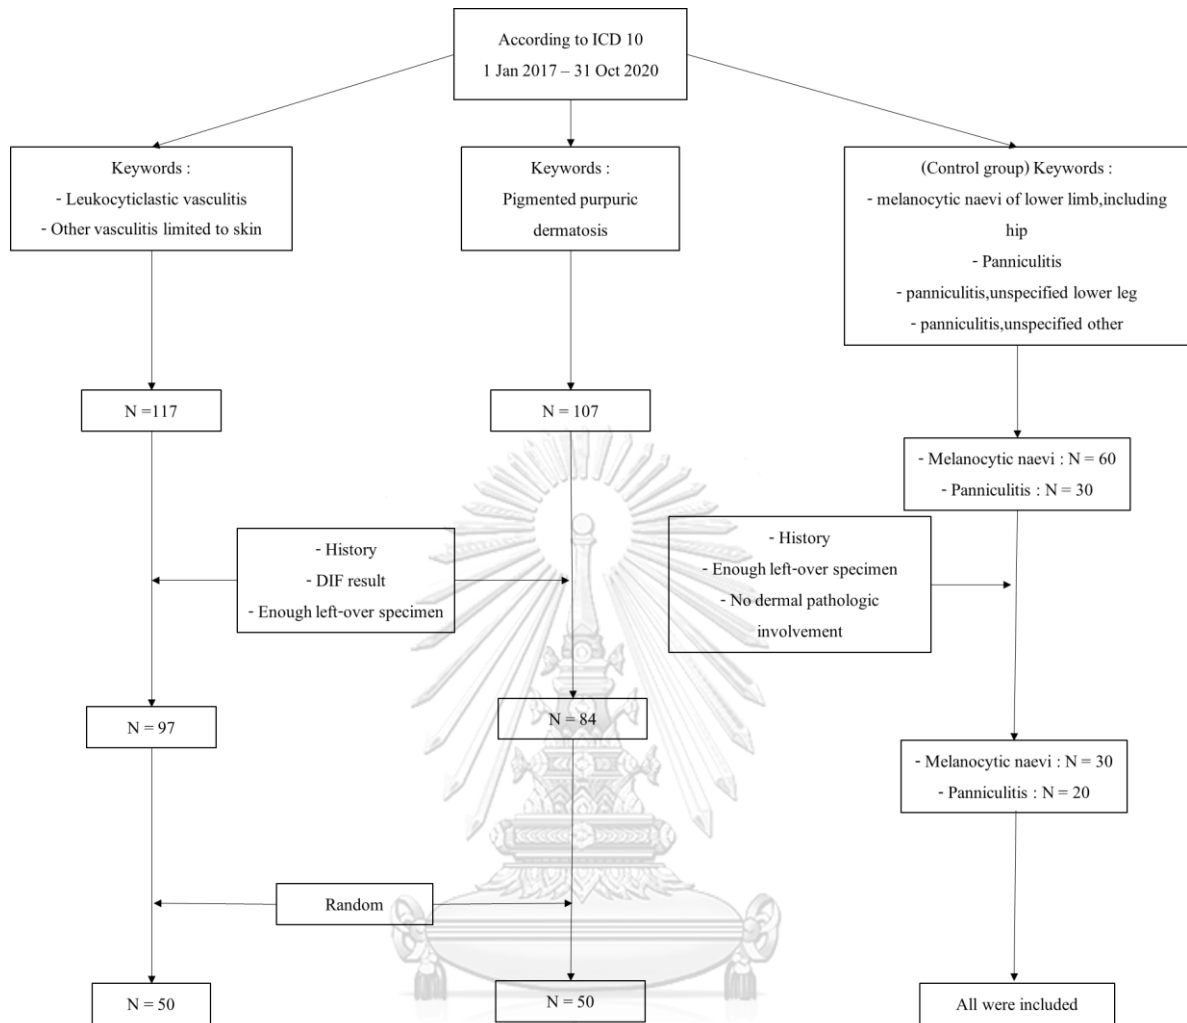 According to ICD 10
1 Jan 2017 – 31 Oct 2020
Keywords :
- Leukocyticlastic vasculitis
- Other vasculitis limited to skin
Keywords :
Pigmented purpuric
dermatosis
(Control group) Keywords :
- melanocytic naevi of lower limb,including
hip
- Panniculitis
- panniculitis,unspecified lower leg
- panniculitis,unspecified other
N =117
N = 107
- Melanocytic naevi : N = 60
- Panniculitis : N = 30
- History
- DIF result
- Enough left-over specimen
- History
- Enough left-over specimen
- No dermal pathologic
involvement
N = 97
N = 84
- Melanocytic naevi : N = 30
- Panniculitis : N = 20
Random
N = 50
N = 50
All were included